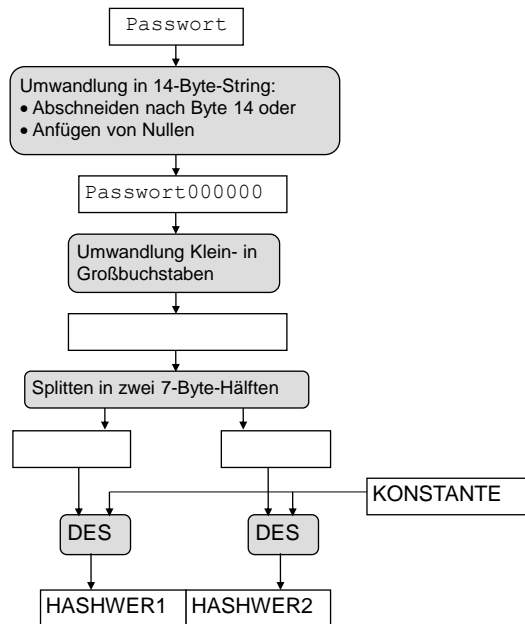 Passwort
Umwandlung in 14-Byte-String:
• Abschneiden nach Byte 14 oder
• Anfügen von Nullen
Passwort000000
Umwandlung Klein- in
Großbuchstaben
Splitten in zwei 7-Byte-Hälften
KONSTANTE
DES
DES
HASHWER1
HASHWER2